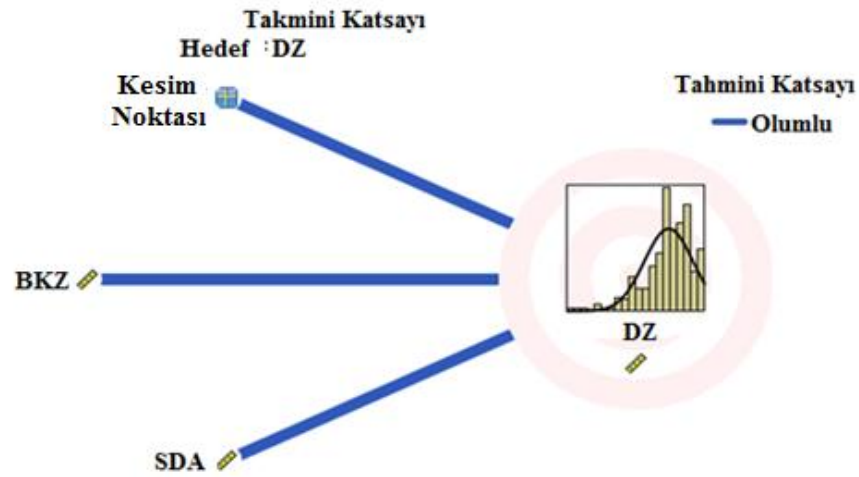 Takmini Katsayı
Hedef : DZ
Kesim
Noktası
Tahmini Katsayı
Olumlu
BKZ
DZ
SDA